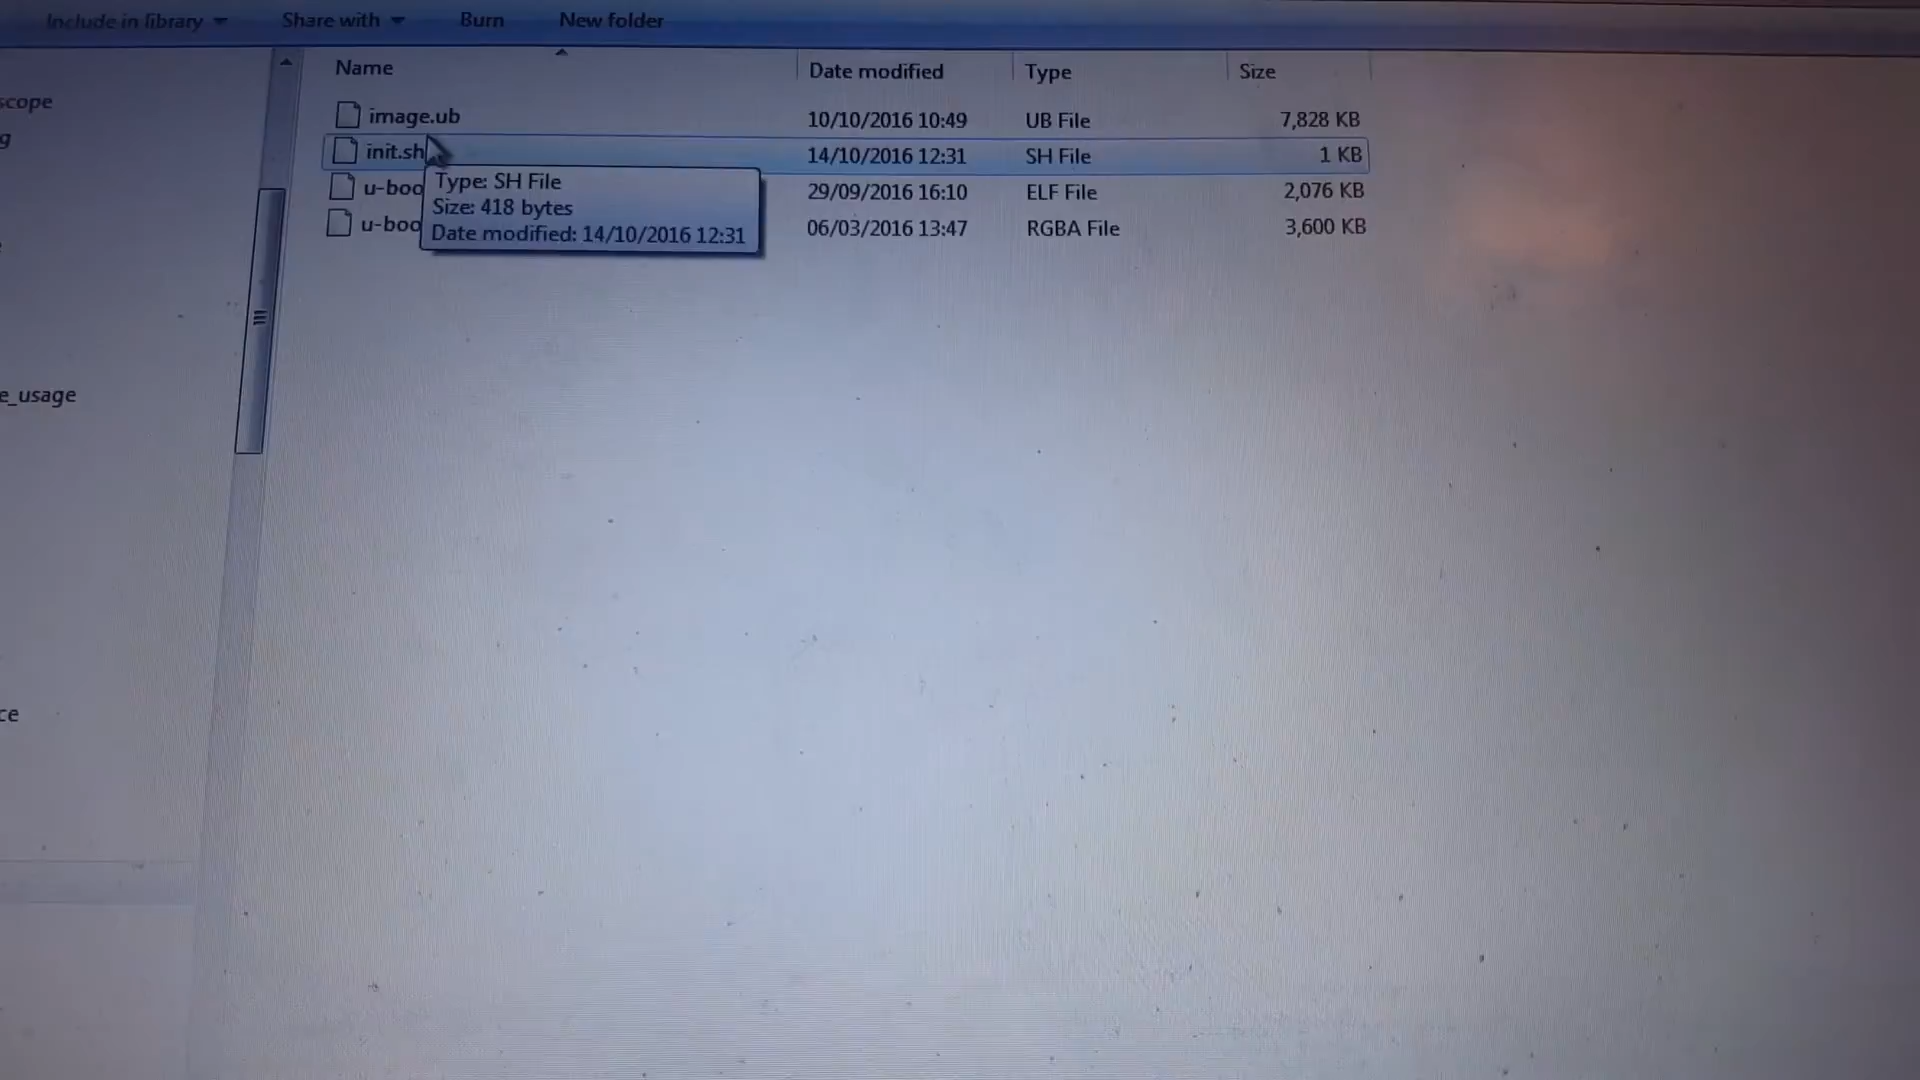 Include in library Share with Burn New folder
Name Date modified Type Size
scope
image.ub 10/10/2016 10:49 UB File 7,828 KB
g
init.sh 14/10/2016 12:31 SH File 1 KB
Type: SH File
u-boo 29/09/2016 16:10 ELF File 2,076 KB
Size: 418 bytes
u-boo 06/03/2016 13:47 RGBA File 3,600 KB
Date modified: 14/10/2016 12:31
e_usage
ce